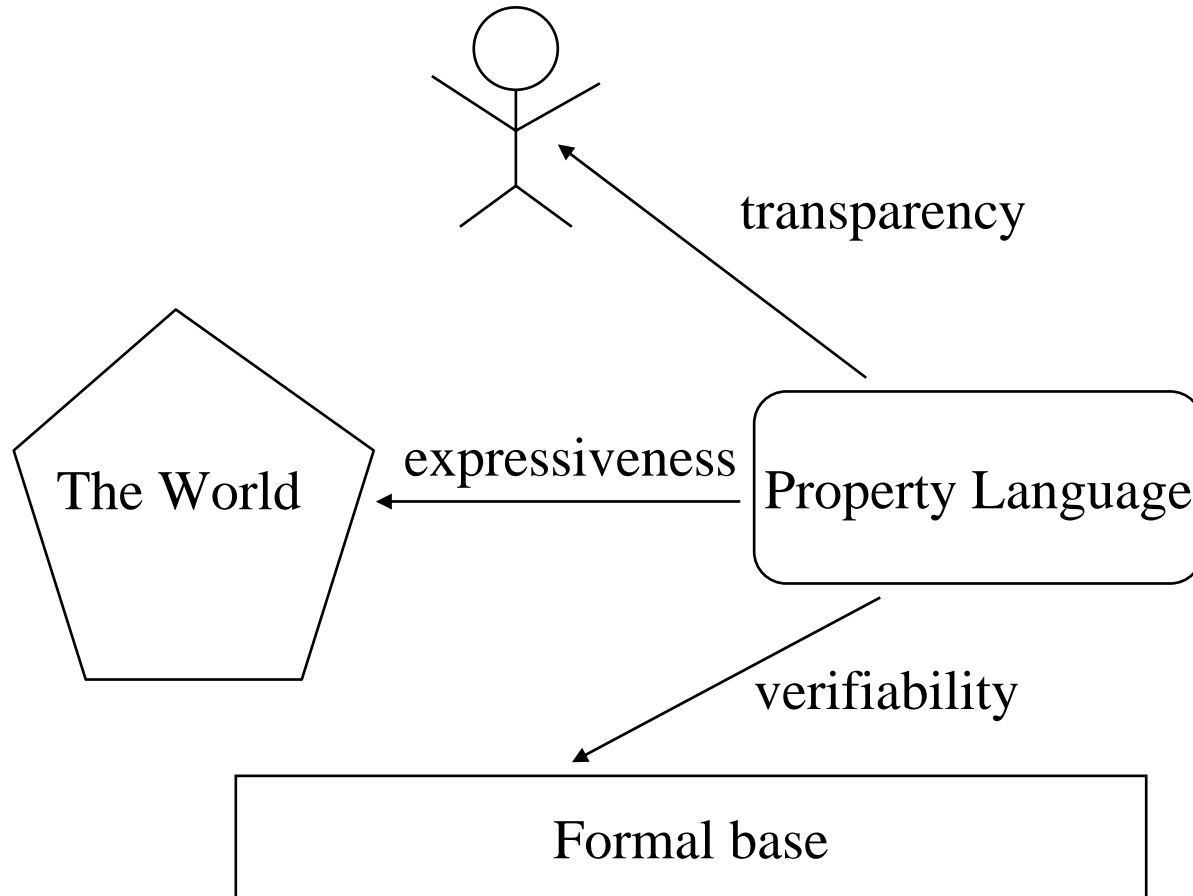 transparency
expressiveness
The World
Property Language
verifiability
Formal base